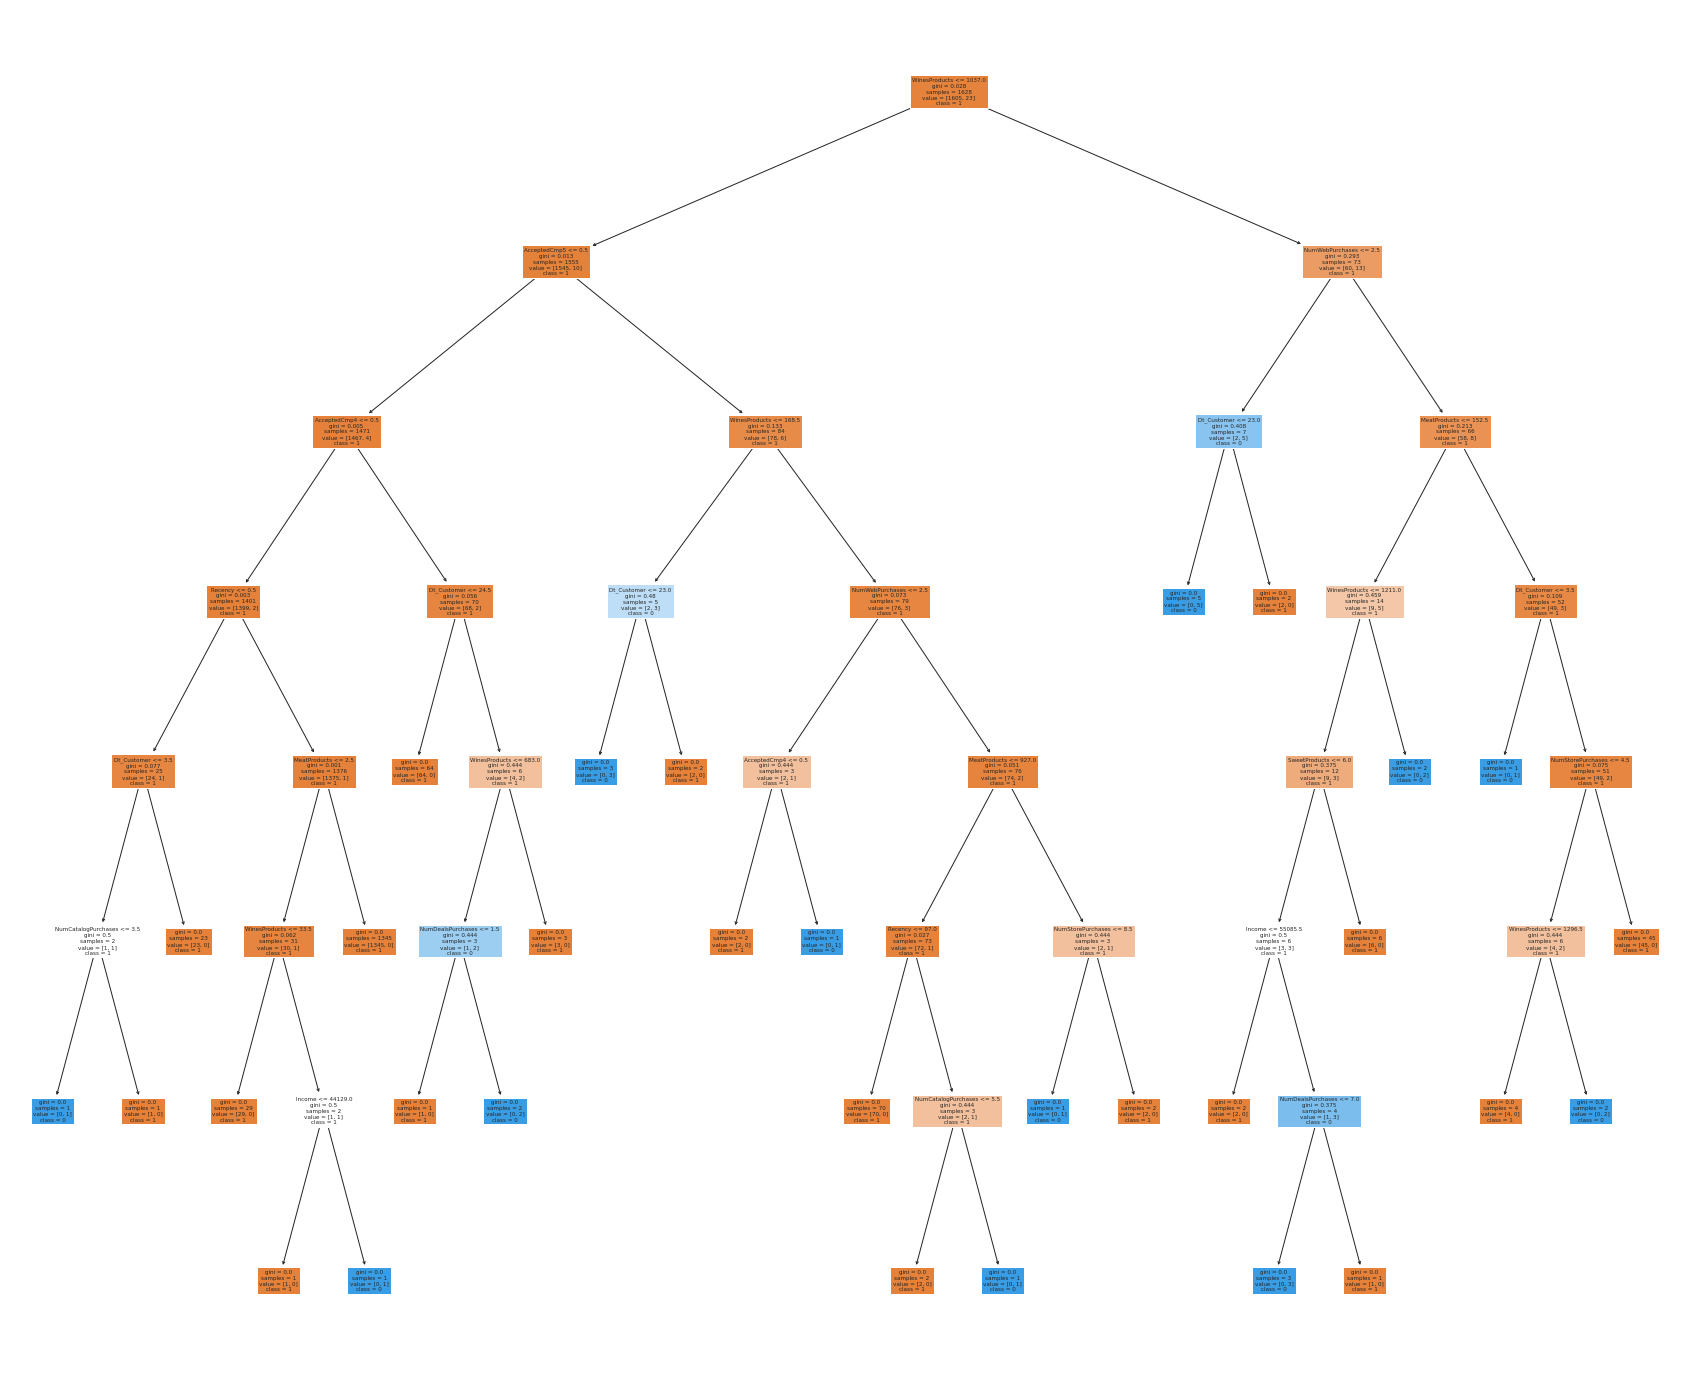 WinesProducts <= 1037.0
gini = 0.028
samples = 1628
value = [1605, 23]
class = 1
AcceptedCmp5 <= 0.5
gini = 0.013
samples = 1555
value = [1545, 10]
class = 1
NumWebPurchases <= 2.5
gini = 0.293
samples = 73
value = [60, 13]
class = 1
AcceptedCmp4 <= 0.5
gini = 0.005
samples = 1471
value = [1467, 4]
class = 1
WinesProducts <= 168.5
gini = 0.133
samples = 84
value = [78, 6]
class = 1
Dt_Customer <= 23.0
gini = 0.408
samples = 7
value = [2, 5]
class = 0
MeatProducts <= 152.5
gini = 0.213
samples = 66
value = [58, 8]
class = 1
Recency <= 0.5
gini = 0.003
samples = 1401
value = [1399, 2]
class = 1
Dt_Customer <= 24.5
gini = 0.056
samples = 70
value = [68, 2]
class = 1
Dt_Customer <= 23.0
gini = 0.48
samples = 5
value = [2, 3]
class = 0
NumWebPurchases <= 2.5
gini = 0.073
samples = 79
value = [76, 3]
class = 1
gini = 0.0
samples = 5
value = [0, 5]
class = 0
gini = 0.0
samples = 2
value = [2, 0]
class = 1
WinesProducts <= 1211.0
gini = 0.459
samples = 14
value = [9, 5]
class = 1
Dt_Customer <= 3.5
gini = 0.109
samples = 52
value = [49, 3]
class = 1
Dt_Customer <= 3.5
gini = 0.077
samples = 25
value = [24, 1]
class = 1
MeatProducts <= 2.5
gini = 0.001
samples = 1376
value = [1375, 1]
class = 1
gini = 0.0
samples = 64
value = [64, 0]
class = 1
WinesProducts <= 683.0
gini = 0.444
samples = 6
value = [4, 2]
class = 1
gini = 0.0
samples = 3
value = [0, 3]
class = 0
gini = 0.0
samples = 2
value = [2, 0]
class = 1
AcceptedCmp4 <= 0.5
gini = 0.444
samples = 3
value = [2, 1]
class = 1
MeatProducts <= 927.0
gini = 0.051
samples = 76
value = [74, 2]
class = 1
SweetProducts <= 6.0
gini = 0.375
samples = 12
value = [9, 3]
class = 1
gini = 0.0
samples = 2
value = [0, 2]
class = 0
gini = 0.0
samples = 1
value = [0, 1]
class = 0
NumStorePurchases <= 4.5
gini = 0.075
samples = 51
value = [49, 2]
class = 1
NumCatalogPurchases <= 3.5
gini = 0.5
samples = 2
value = [1, 1]
class = 1
gini = 0.0
samples = 23
value = [23, 0]
class = 1
WinesProducts <= 33.5
gini = 0.062
samples = 31
value = [30, 1]
class = 1
gini = 0.0
samples = 1345
value = [1345, 0]
class = 1
NumDealsPurchases <= 1.5
gini = 0.444
samples = 3
value = [1, 2]
class = 0
gini = 0.0
samples = 3
value = [3, 0]
class = 1
gini = 0.0
samples = 2
value = [2, 0]
class = 1
gini = 0.0
samples = 1
value = [0, 1]
class = 0
Recency <= 97.0
gini = 0.027
samples = 73
value = [72, 1]
class = 1
NumStorePurchases <= 8.5
gini = 0.444
samples = 3
value = [2, 1]
class = 1
Income <= 55085.5
gini = 0.5
samples = 6
value = [3, 3]
class = 1
gini = 0.0
samples = 6
value = [6, 0]
class = 1
WinesProducts <= 1296.5
gini = 0.444
samples = 6
value = [4, 2]
class = 1
gini = 0.0
samples = 45
value = [45, 0]
class = 1
gini = 0.0
samples = 1
value = [0, 1]
class = 0
gini = 0.0
samples = 1
value = [1, 0]
class = 1
gini = 0.0
samples = 29
value = [29, 0]
class = 1
Income <= 44129.0
gini = 0.5
samples = 2
value = [1, 1]
class = 1
gini = 0.0
samples = 1
value = [1, 0]
class = 1
gini = 0.0
samples = 2
value = [0, 2]
class = 0
gini = 0.0
samples = 70
value = [70, 0]
class = 1
NumCatalogPurchases <= 5.5
gini = 0.444
samples = 3
value = [2, 1]
class = 1
gini = 0.0
samples = 1
value = [0, 1]
class = 0
gini = 0.0
samples = 2
value = [2, 0]
class = 1
gini = 0.0
samples = 2
value = [2, 0]
class = 1
NumDealsPurchases <= 7.0
gini = 0.375
samples = 4
value = [1, 3]
class = 0
gini = 0.0
samples = 4
value = [4, 0]
class = 1
gini = 0.0
samples = 2
value = [0, 2]
class = 0
gini = 0.0
samples = 1
value = [1, 0]
class = 1
gini = 0.0
samples = 1
value = [0, 1]
class = 0
gini = 0.0
samples = 2
value = [2, 0]
class = 1
gini = 0.0
samples = 1
value = [0, 1]
class = 0
gini = 0.0
samples = 3
value = [0, 3]
class = 0
gini = 0.0
samples = 1
value = [1, 0]
class = 1